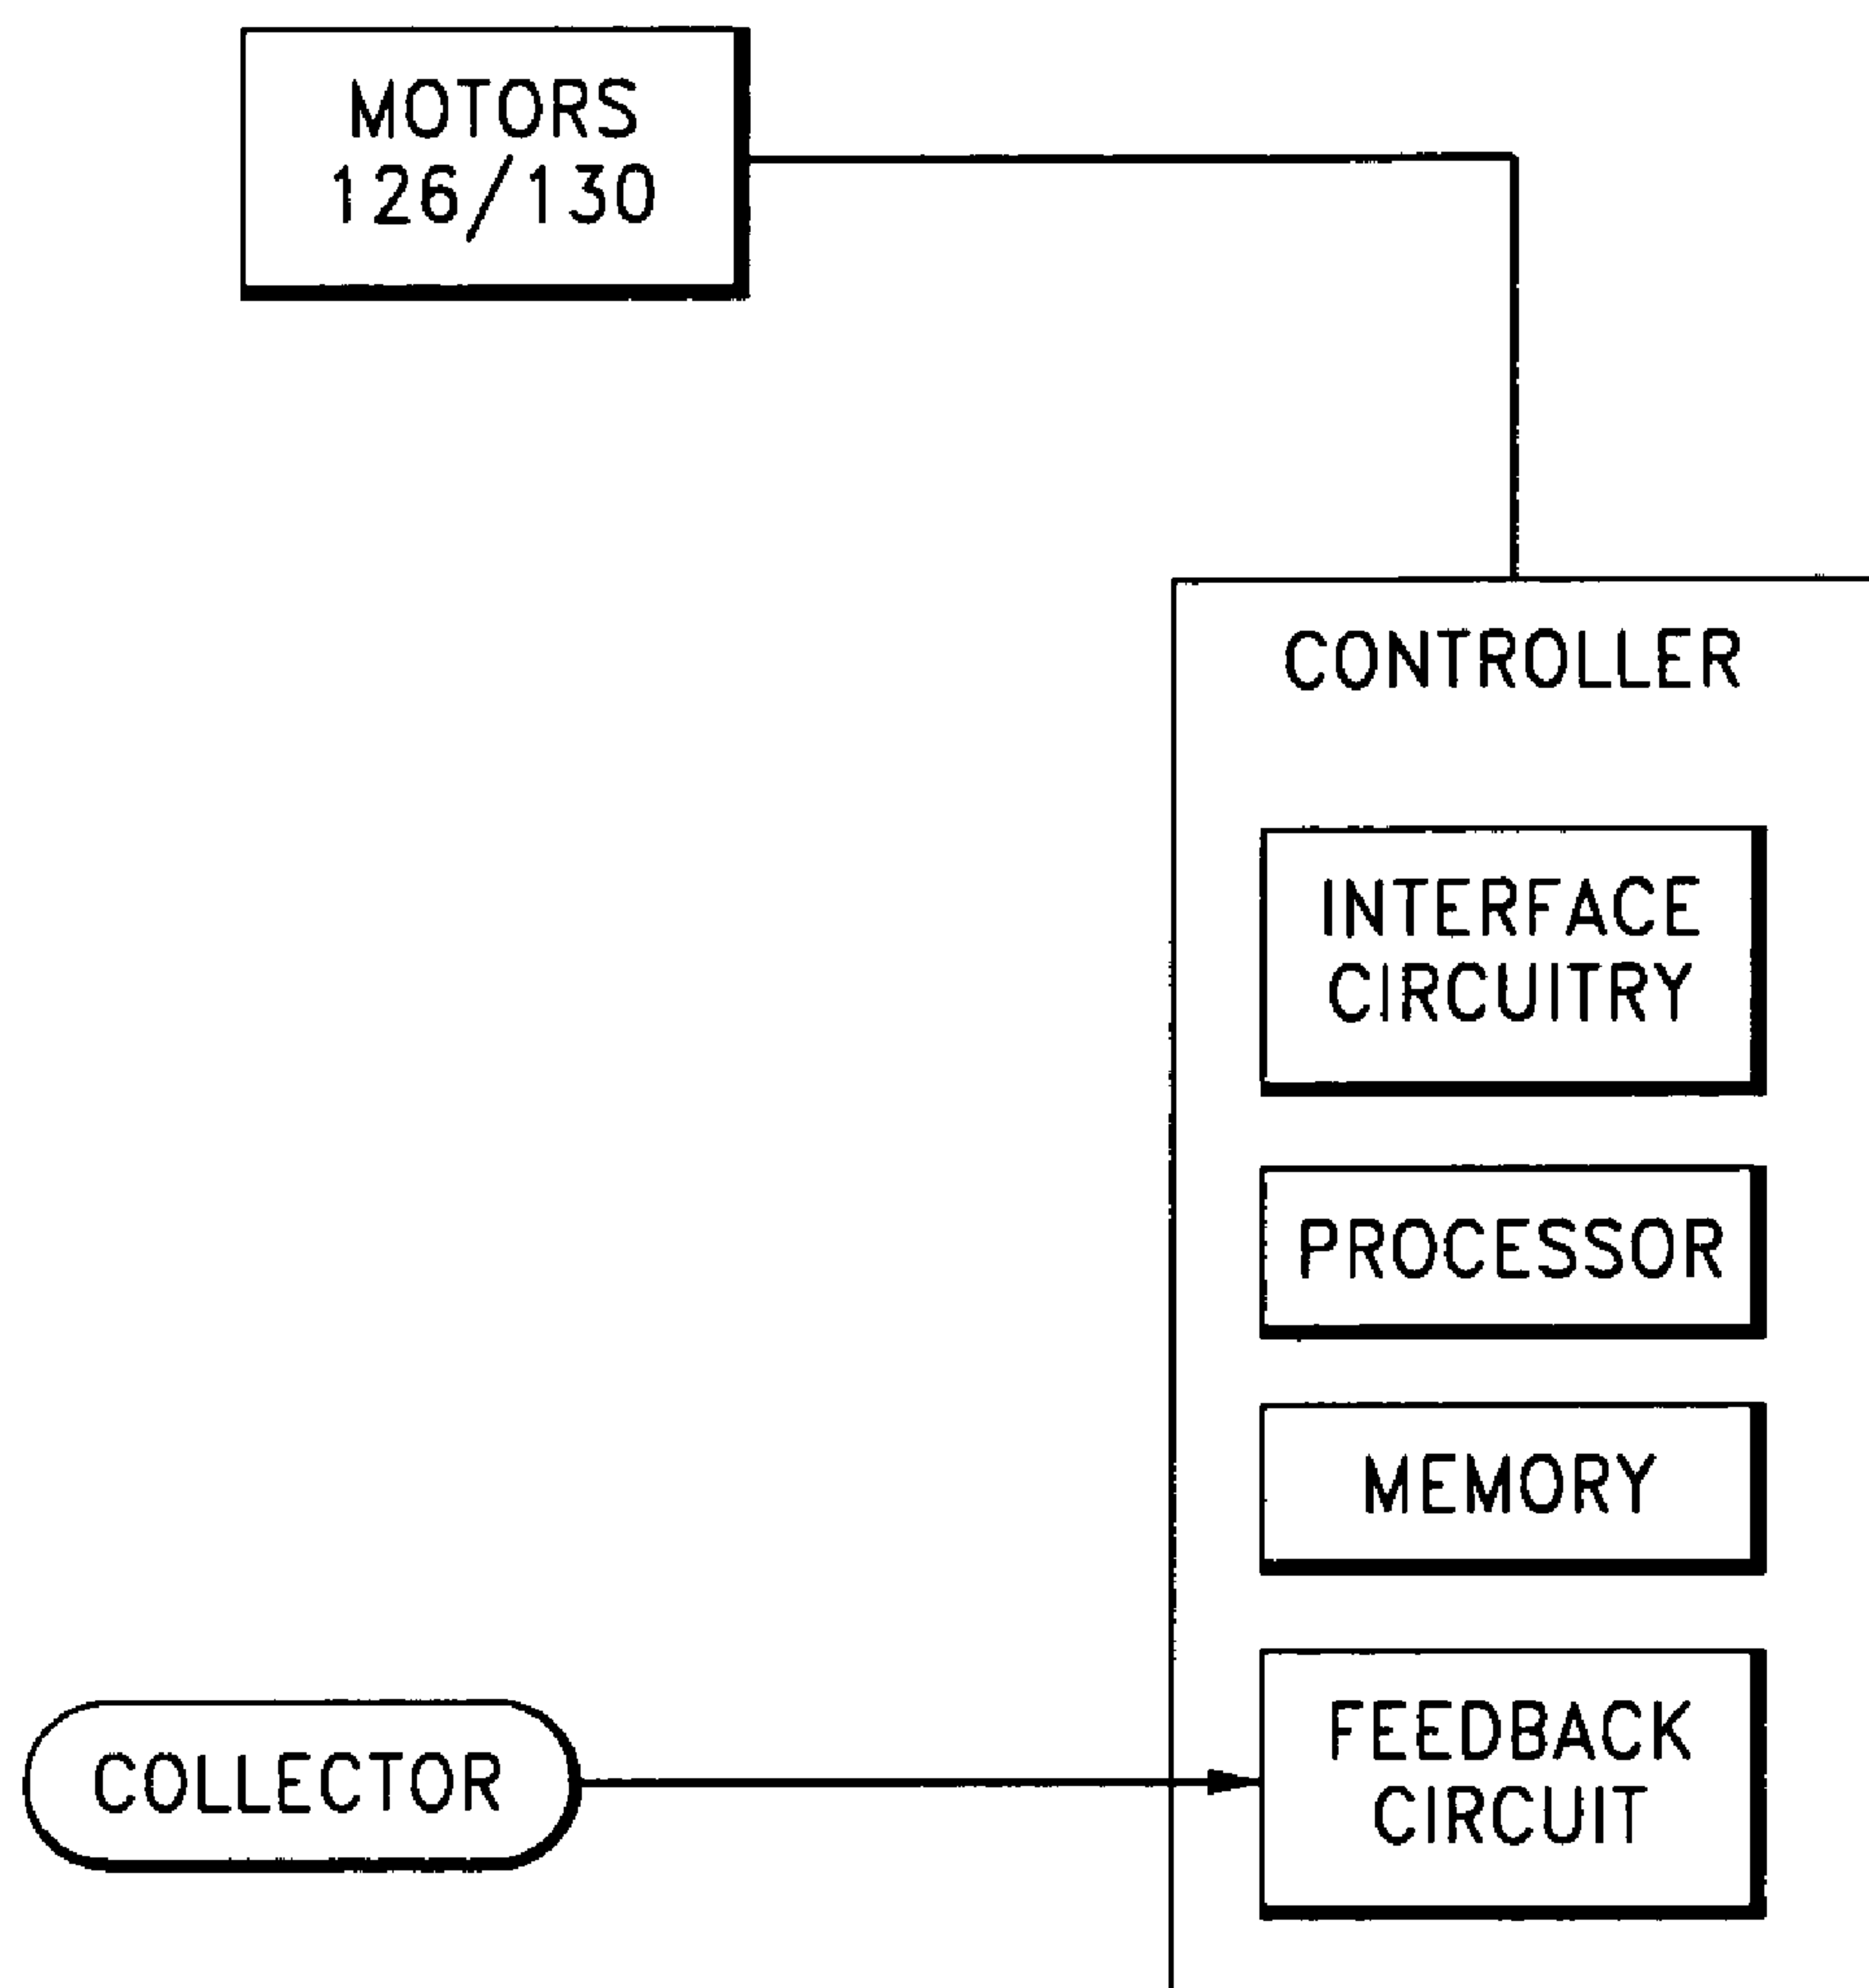 MOTORS
126/130
CONTROLLER
INTERFACE
CIRCUITRY
PROCESSOR
MEMORY
FEEDBACK
CIRCUIT
COLLECTOR